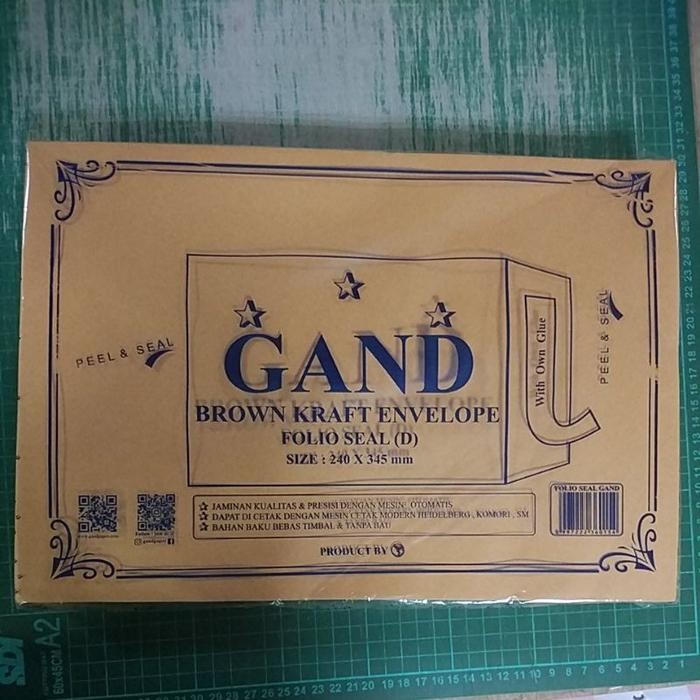 GAND
BROWN KRAFT ENVELOPE
FOLIO SEAL (D)
SIZE : 240 X 345 mm
With Own Glue
PEEL & SEAL
PEEL & SEAL
FOLIO SEAL GAND
JAMINAN KUALITAS & PRESISI DENGAN MESIN OTOMATIS
DAPAT DI CETAK DENGAN MESIN CETAK MODERN HEIDELBERG , KOMORI , SM
BAHAN BAKU BEBAS TIMBAL & TANPA BAU
PRODUCT BY
SDI
60x45CM A2